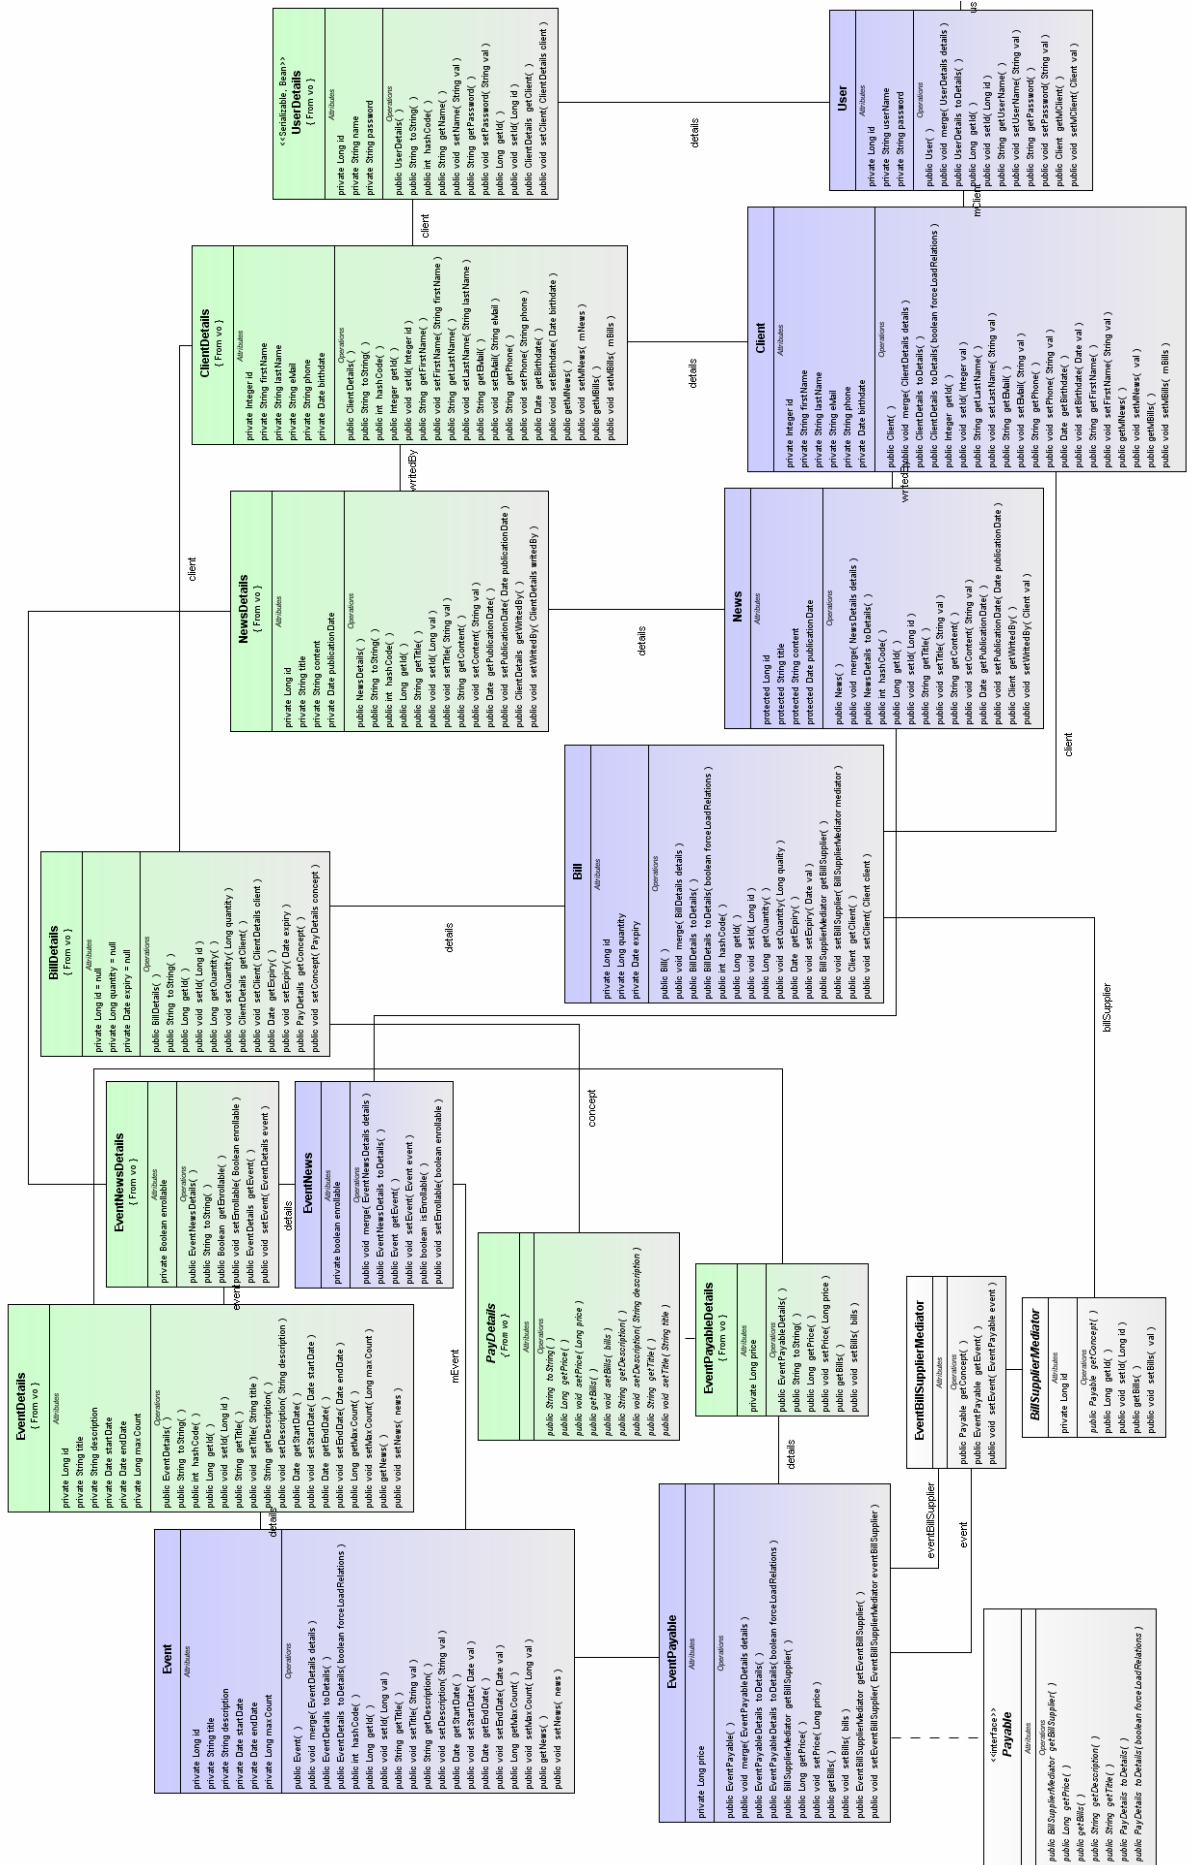 <<Serializable, Bean>>
UserDetails
{ From vo }
Attributes
private Long id
private String name
private String password
Operations
public UserDetails( )
public String toString( )
public int hashCode( )
public String getName( )
public void setName( String val )
public String getPassword( )
public void setPassword( String val )
public Long getId( )
public void setId( Long id )
public ClientDetails getClient( )
public void setClient( ClientDetails client )
details
us
User
Attributes
private Long id
private String userName
private String password
Operations
public User( )
public void merge( UserDetails details )
public UserDetails toDetails( )
public Long getId( )
public void setId( Long id )
public String getUserName( )
public void setUserName( String val )
public String getPassword( )
public void setPassword( String val )
public Client getMClient( )
public void setMClient( Client val )
client
mClient
ClientDetails
{ From vo }
Attributes
private Integer id
private String firstName
private String lastName
private String eMail
private String phone
private Date birthdate
Operations
public ClientDetails( )
public String toString( )
public int hashCode( )
public Integer getId( )
public void setId( Integer id )
public String getFirstName( )
public void setFirstName( String firstName )
public String getLastName( )
public void setLastName( String lastName )
public String getEMail( )
public void setEMail( String eMail )
public String getPhone( )
public void setPhone( String phone )
public Date getBirthdate( )
public void setBirthdate( Date birthdate )
public getMNews( )
public void setMNews( mNews )
public getMBills( )
public void setMBills( mBills )
details
Client
Attributes
private Integer id
private String firstName
private String lastName
private String eMail
private String phone
private Date birthdate
Operations
public Client( )
public void merge( ClientDetails details )
public ClientDetails toDetails( )
public ClientDetails toDetails( boolean forceLoadRelations )
public Integer getId( )
public void setId( Integer val )
public String getLastName( )
public void setLastName( String val )
public String getEMail( )
public void setEMail( String val )
public String getPhone( )
public void setPhone( String val )
public Date getBirthdate( )
public void setBirthdate( Date val )
public String getFirstName( )
public void setFirstName( String val )
public getMNews( )
public void setMNews( val )
public getMBills( )
public void setMBills( mBills )
writedBy
writedBy
client
NewsDetails
{ From vo }
Attributes
private Long id
private String title
private String content
private Date publicationDate
Operations
public NewsDetails( )
public String toString( )
public int hashCode( )
public Long getId( )
public String getTitle( )
public void setId( Long val )
public void setTitle( String val )
public String getContent( )
public void setContent( String val )
public Date getPublicationDate( )
public void setPublicationDate( Date publicationDate )
public ClientDetails getWritedBy( )
public void setWritedBy( ClientDetails writedBy )
details
News
Attributes
protected Long id
protected String title
protected String content
protected Date publicationDate
Operations
public News( )
public void merge( NewsDetails details )
public NewsDetails toDetails( )
public int hashCode( )
public Long getId( )
public void setId( Long id )
public String getTitle( )
public void setTitle( String val )
public String getContent( )
public void setContent( String val )
public Date getPublicationDate( )
public void setPublicationDate( Date publicationDate )
public Client getWritedBy( )
public void setWritedBy( Client val )
client
BillDetails
{ From vo }
Attributes
private Long id = null
private Long quantity = null
private Date expiry = null
Operations
public BillDetails( )
public String toString( )
public Long getId( )
public void setId( Long id )
public Long getQuantity( )
public void setQuantity( Long quantity )
public ClientDetails getClient( )
public void setClient( ClientDetails client )
public Date getExpiry( )
public void setExpiry( Date expiry )
public PayDetails getConcept( )
public void setConcept( PayDetails concept )
details
Bill
Attributes
private Long id
private Long quantity
private Date expiry
Operations
public Bill( )
public void merge( BillDetails details )
public BillDetails toDetails( )
public BillDetails toDetails( boolean forceLoadRelations )
public int hashCode( )
public Long getId( )
public void setId( Long id )
public Long getQuantity( )
public void setQuantity( Long quality )
public Date getExpiry( )
public void setExpiry( Date val )
public BillSupplierMediator getBillSupplier( )
public void setBillSupplier( BillSupplierMediator mediator )
public Client getClient( )
public void setClient( Client client )
billSupplier
concept
EventNewsDetails
{ From vo }
Attributes
private Boolean enrollable
Operations
public EventNewsDetails( )
public String toString( )
public Boolean getEnrollable( )
public void setEnrollable( Boolean enrollable )
public EventDetails getEvent( )
public void setEvent( EventDetails event )
details
EventNews
Attributes
private boolean enrollable
Operations
public void merge( EventNewsDetails details )
public EventNewsDetails toDetails( )
public Event getEvent( )
public void setEvent( Event event )
public boolean isEnrollable( )
public void setEnrollable( boolean enrollable )
event
mEvent
EventDetails
{ From vo }
Attributes
private Long id
private String title
private String description
private Date startDate
private Date endDate
private Long maxCount
Operations
public EventDetails( )
public String toString( )
public int hashCode( )
public Long getId( )
public void setId( Long id )
public String getTitle( )
public void setTitle( String title )
public String getDescription( )
public void setDescription( String description )
public Date getStartDate( )
public void setStartDate( Date startDate )
public Date getEndDate( )
public void setEndDate( Date endDate )
public Long getMaxCount( )
public void setMaxCount( Long maxCount )
public getNews( )
public void setNews( news )
PayDetails
{ From vo }
Attributes
Operations
public String toString( )
public Long getPrice( )
public void setPrice( Long price )
public getBills( )
public void setBills( bills )
public String getDescription( )
public void setDescription( String description )
public String getTitle( )
public void setTitle( String title )
EventPayableDetails
{ From vo }
Attributes
private Long price
Operations
public EventPayableDetails( )
public String toString( )
public Long getPrice( )
public void setPrice( Long price )
public getBills( )
public void setBills( bills )
EventBillSupplierMediator
Attributes
Operations
public Payable getConcept( )
public EventPayable getEvent( )
public void setEvent( EventPayable event )
BillSupplierMediator
Attributes
private Long id
Operations
public Payable getConcept( )
public Long getId( )
public void setId( Long id )
public getBills( )
public void setBills( val )
details
details
eventBillSupplier
event
Event
Attributes
private Long id
private String title
private String description
private Date startDate
private Date endDate
private Long maxCount
Operations
public Event( )
public void merge( EventDetails details )
public EventDetails toDetails( )
public EventDetails toDetails( boolean forceLoadRelations )
public int hashCode( )
public Long getId( )
public void setId( Long val )
public String getTitle( )
public void setTitle( String val )
public String getDescription( )
public void setDescription( String val )
public Date getStartDate( )
public void setStartDate( Date val )
public Date getEndDate( )
public void setEndDate( Date val )
public Long getMaxCount( )
public void setMaxCount( Long val )
public getNews( )
public void setNews( news )
EventPayable
Attributes
private Long price
Operations
public EventPayable( )
public void merge( EventPayableDetails details )
public EventPayableDetails toDetails( )
public EventPayableDetails toDetails( boolean forceLoadRelations )
public BillSupplierMediator getBillSupplier( )
public Long getPrice( )
public void setPrice( Long price )
public getBills( )
public void setBills( bills )
public EventBillSupplierMediator getEventBillSupplier( )
public void setEventBillSupplier( EventBillSupplierMediator eventBillSupplier )
<<interface>>
Payable
Attributes
Operations
public BillSupplierMediator getBillSupplier( )
public Long getPrice( )
public getBills( )
public String getDescription( )
public String getTitle( )
public PayDetails toDetails( )
public PayDetails toDetails( boolean forceLoadRelations )